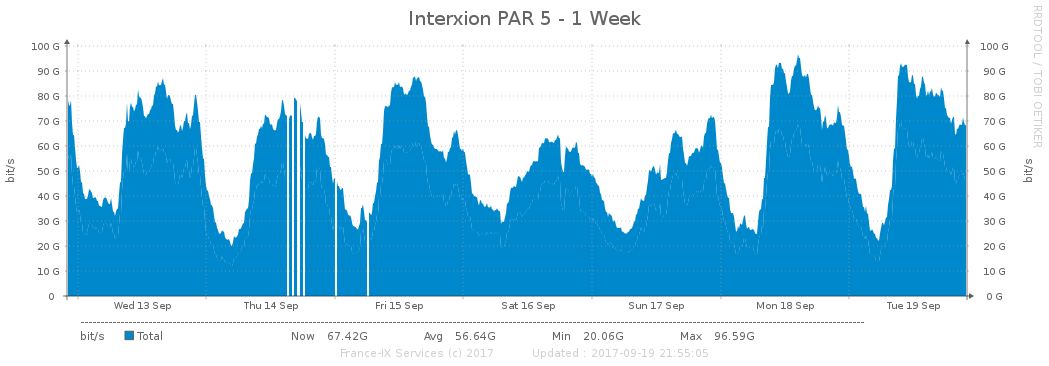 Interxion PAR 5 - 1 Week
RRDTOOL / TOBI OETIKER
100 G 100 G
90 G 90 G
80 G 80 G
70 G 70 G
60 G 60 G
50 G 50 G
40 G 40 G
30 G 30 G
20 G 20 G
10 G 10 G
0 0 G
bit/s
bit/s
Wed 13 Sep Thu 14 Sep Fri 15 Sep Sat 16 Sep Sun 17 Sep Mon 18 Sep Tue 19 Sep
bit/s Total Now 67.42G Avg 56.64G Min 20.06G Max 96.59G
France-IX Services (c) 2017 Updated : 2017-09-19 21:55:05